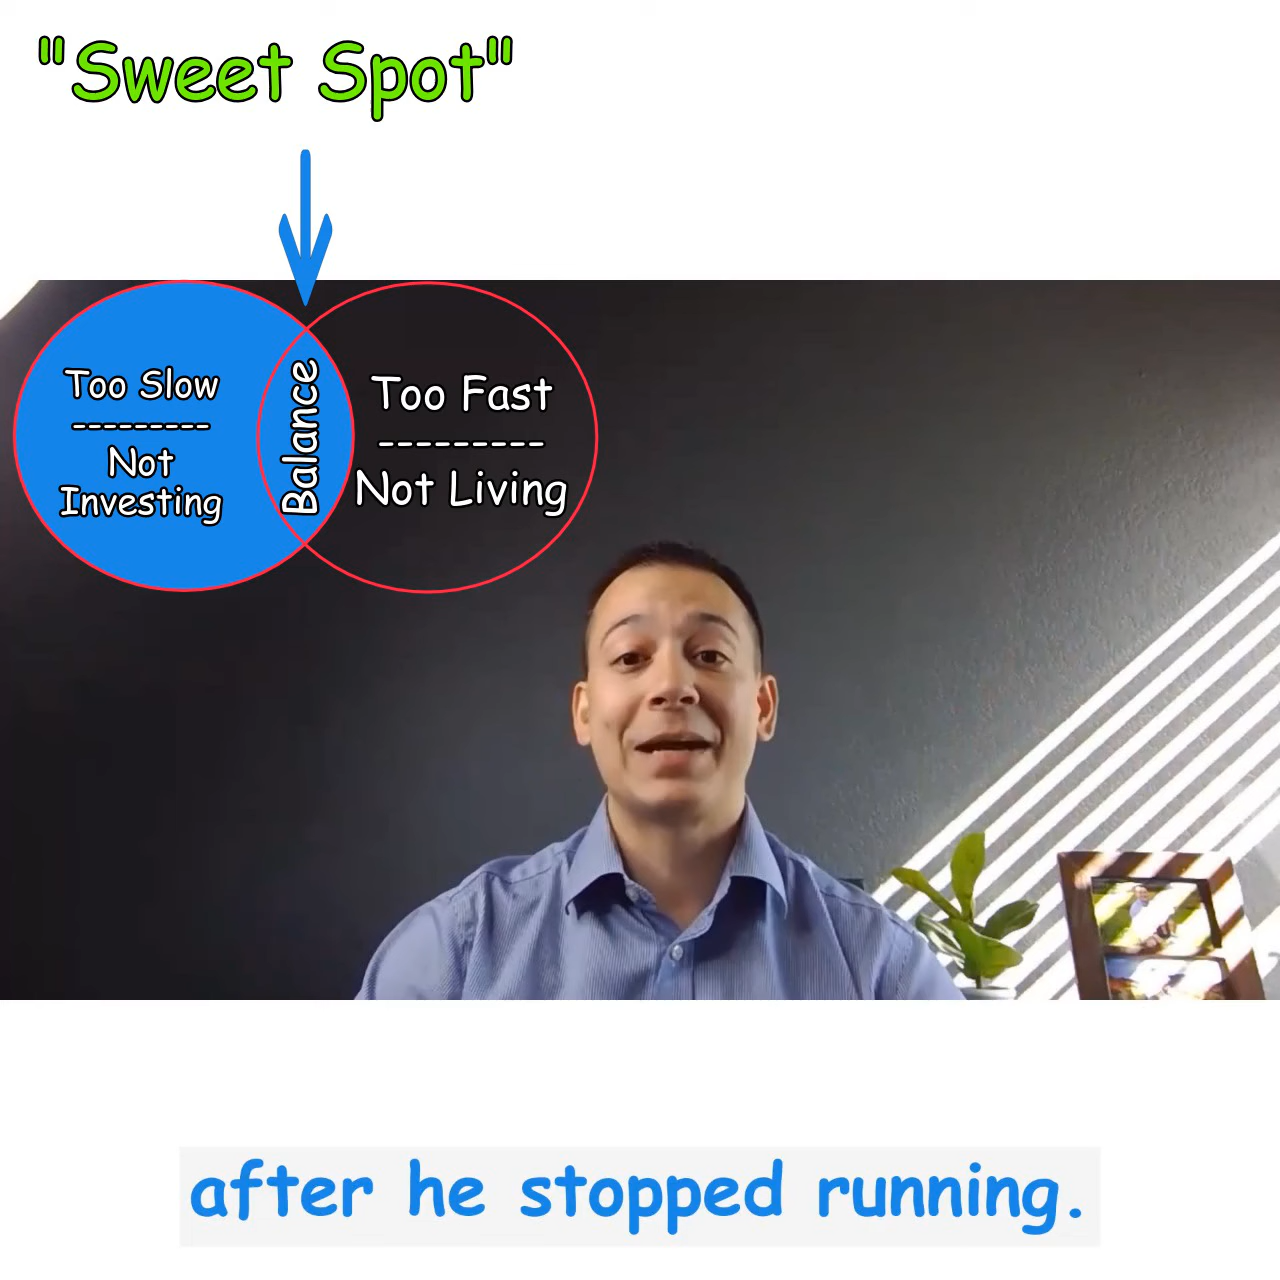 "Sweet Spot"
Too Slow
---------
Not
Investing
Balance
Too Fast
---------
Not Living
after he stopped running.